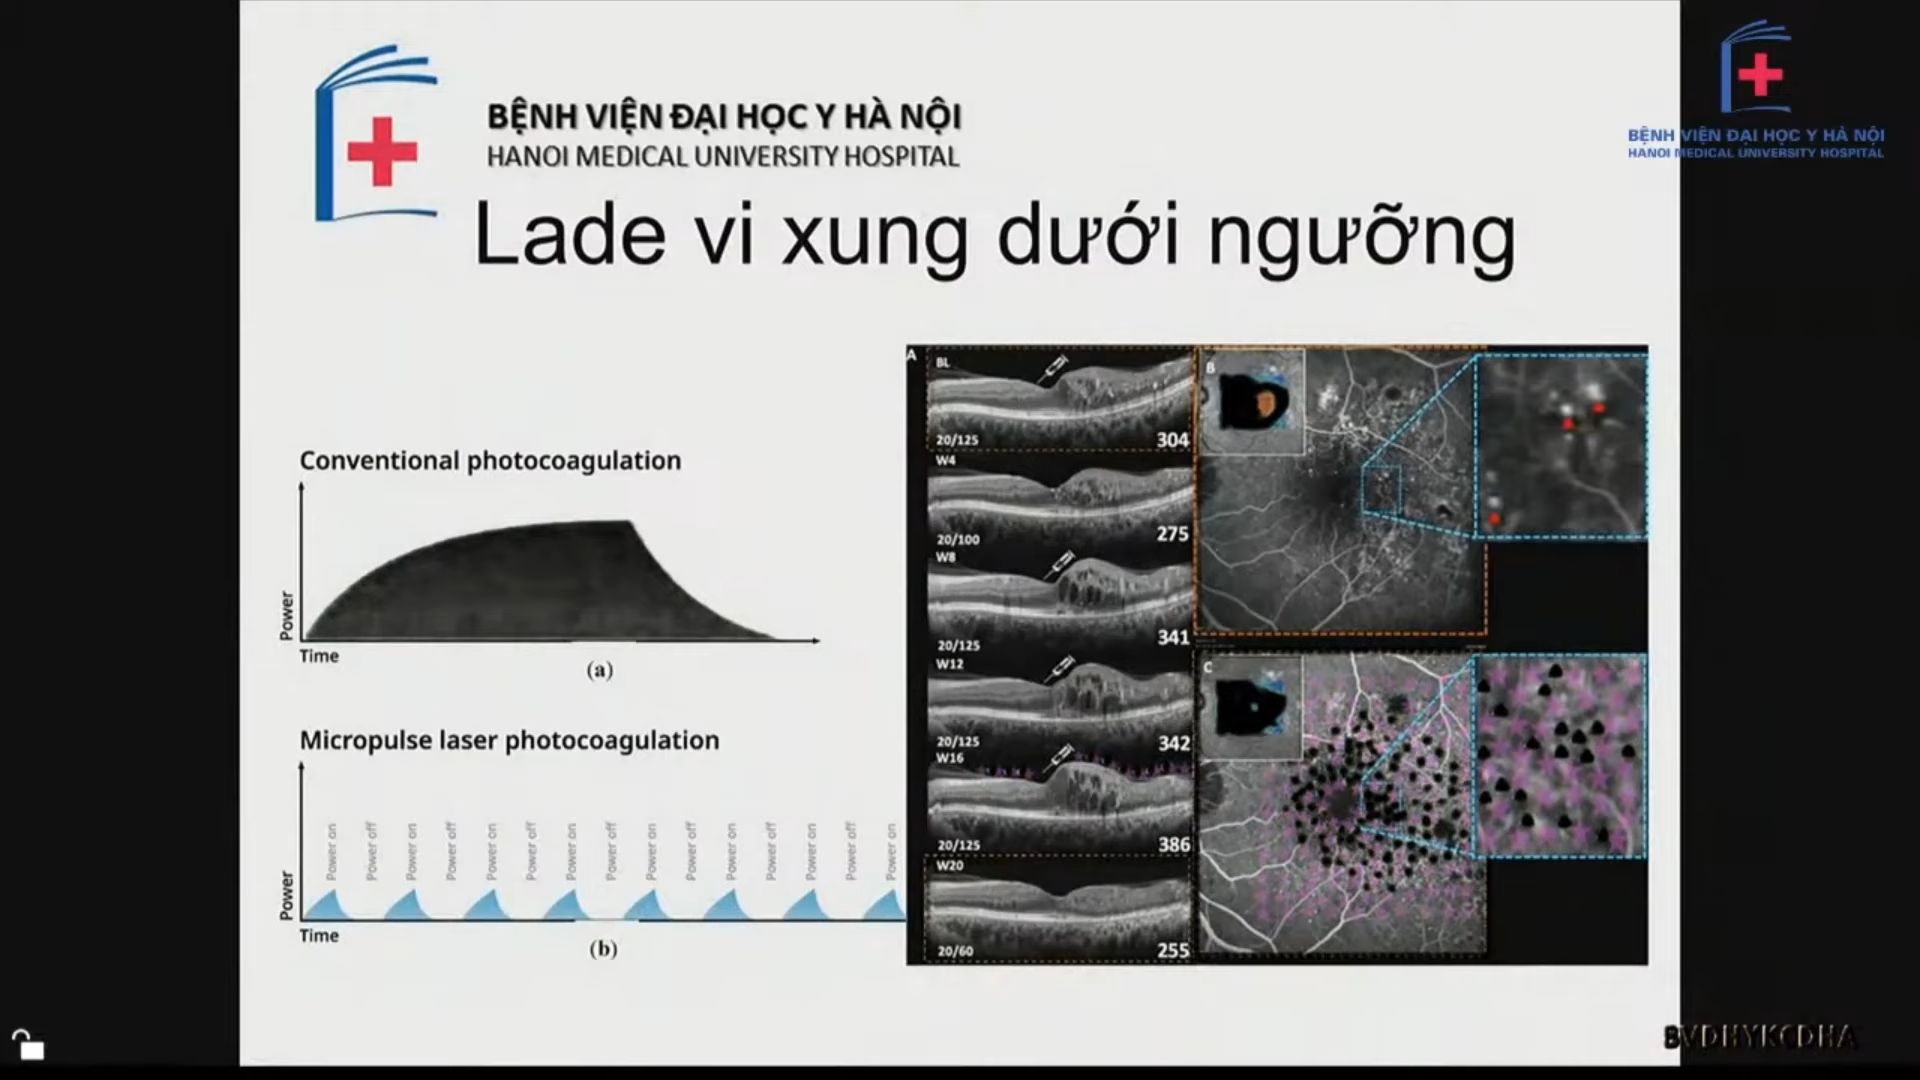 BỆNH VIỆN ĐẠI HỌC Y HÀ NỘI
HANOI MEDICAL UNIVERSITY HOSPITAL
BỆNH VIỆN ĐẠI HỌC Y HÀ NỘI
HANOI MEDICAL UNIVERSITY HOSPITAL
Lade vi xung dưới ngưỡng
Conventional photocoagulation
Power
Time
(a)
Micropulse laser photocoagulation
Power on
Power off
Power on
Power off
Power on
Power off
Power on
Power off
Power on
Power off
Power on
Power off
Power on
Power off
Power on
Power
Time
(b)
A
BL
20/125 304
W4
20/100 275
W8
20/125 341
W12
20/125 342
W16
20/125 386
W20
20/60 255
B
C
BVDHYKCDHA